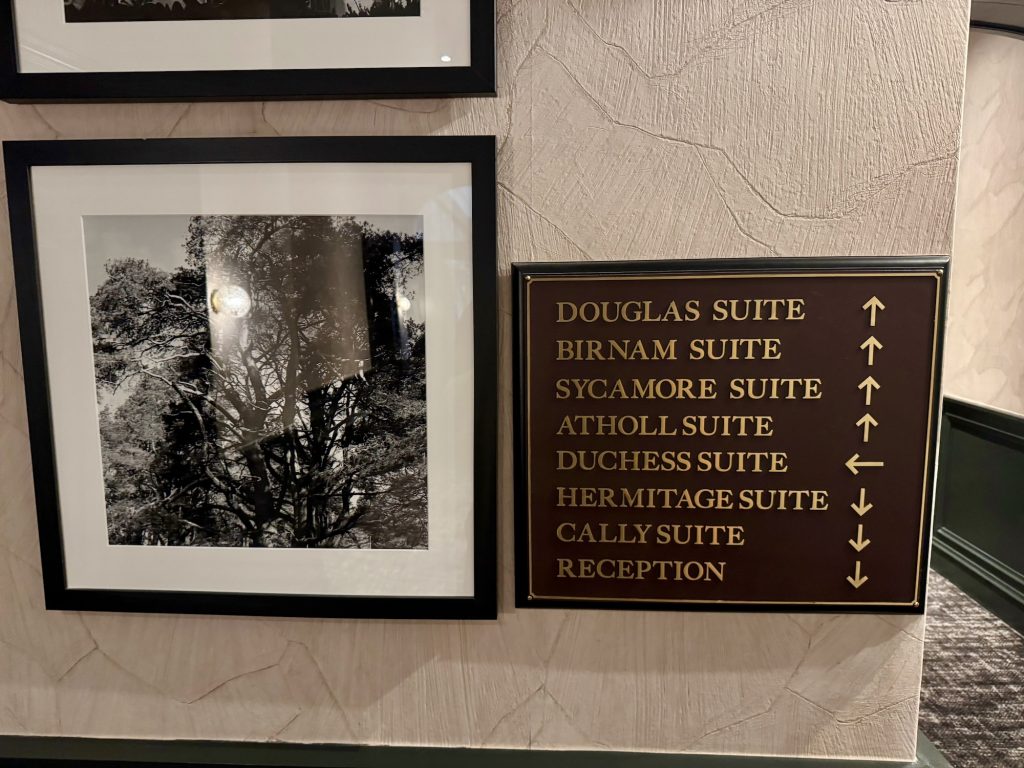 DOUGLAS SUITE ↑
BIRNAM SUITE ↑
SYCAMORE SUITE ↑
ATHOLL SUITE ↑
DUCHESS SUITE ←
HERMITAGE SUITE ↓
CALLY SUITE ↓
RECEPTION ↓